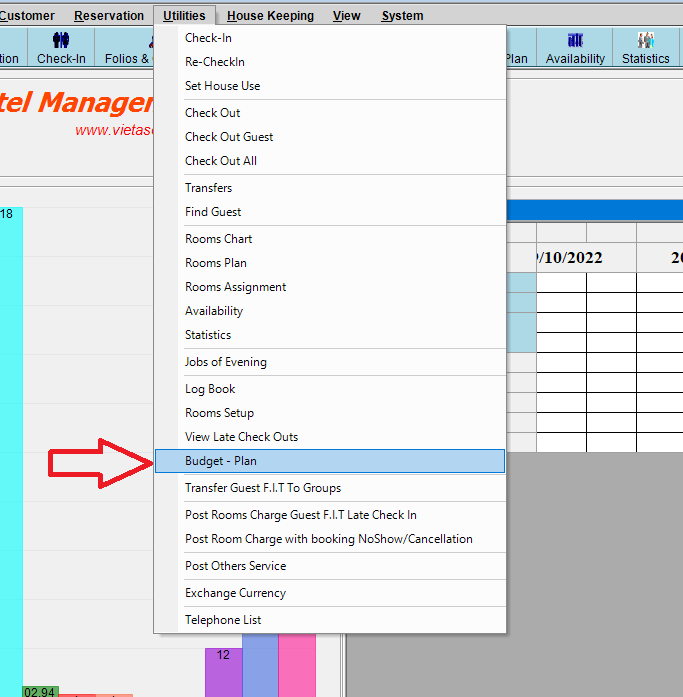 Customer Reservation Utilities House Keeping View System
tion Check-In Folios & Plan Availability Statistics
tel Manager
www.vietas
Check-In
Re-CheckIn
Set House Use
Check Out
Check Out Guest
Check Out All
Transfers
Find Guest
18
Rooms Chart
Rooms Plan
9/10/2022 20
Rooms Assignment
Availability
Statistics
Jobs of Evening
Log Book
Rooms Setup
View Late Check Outs
Budget - Plan
Transfer Guest F.I.T To Groups
Post Rooms Charge Guest F.I.T Late Check In
Post Room Charge with booking NoShow/Cancellation
Post Others Service
Exchange Currency
Telephone List
12
02.94